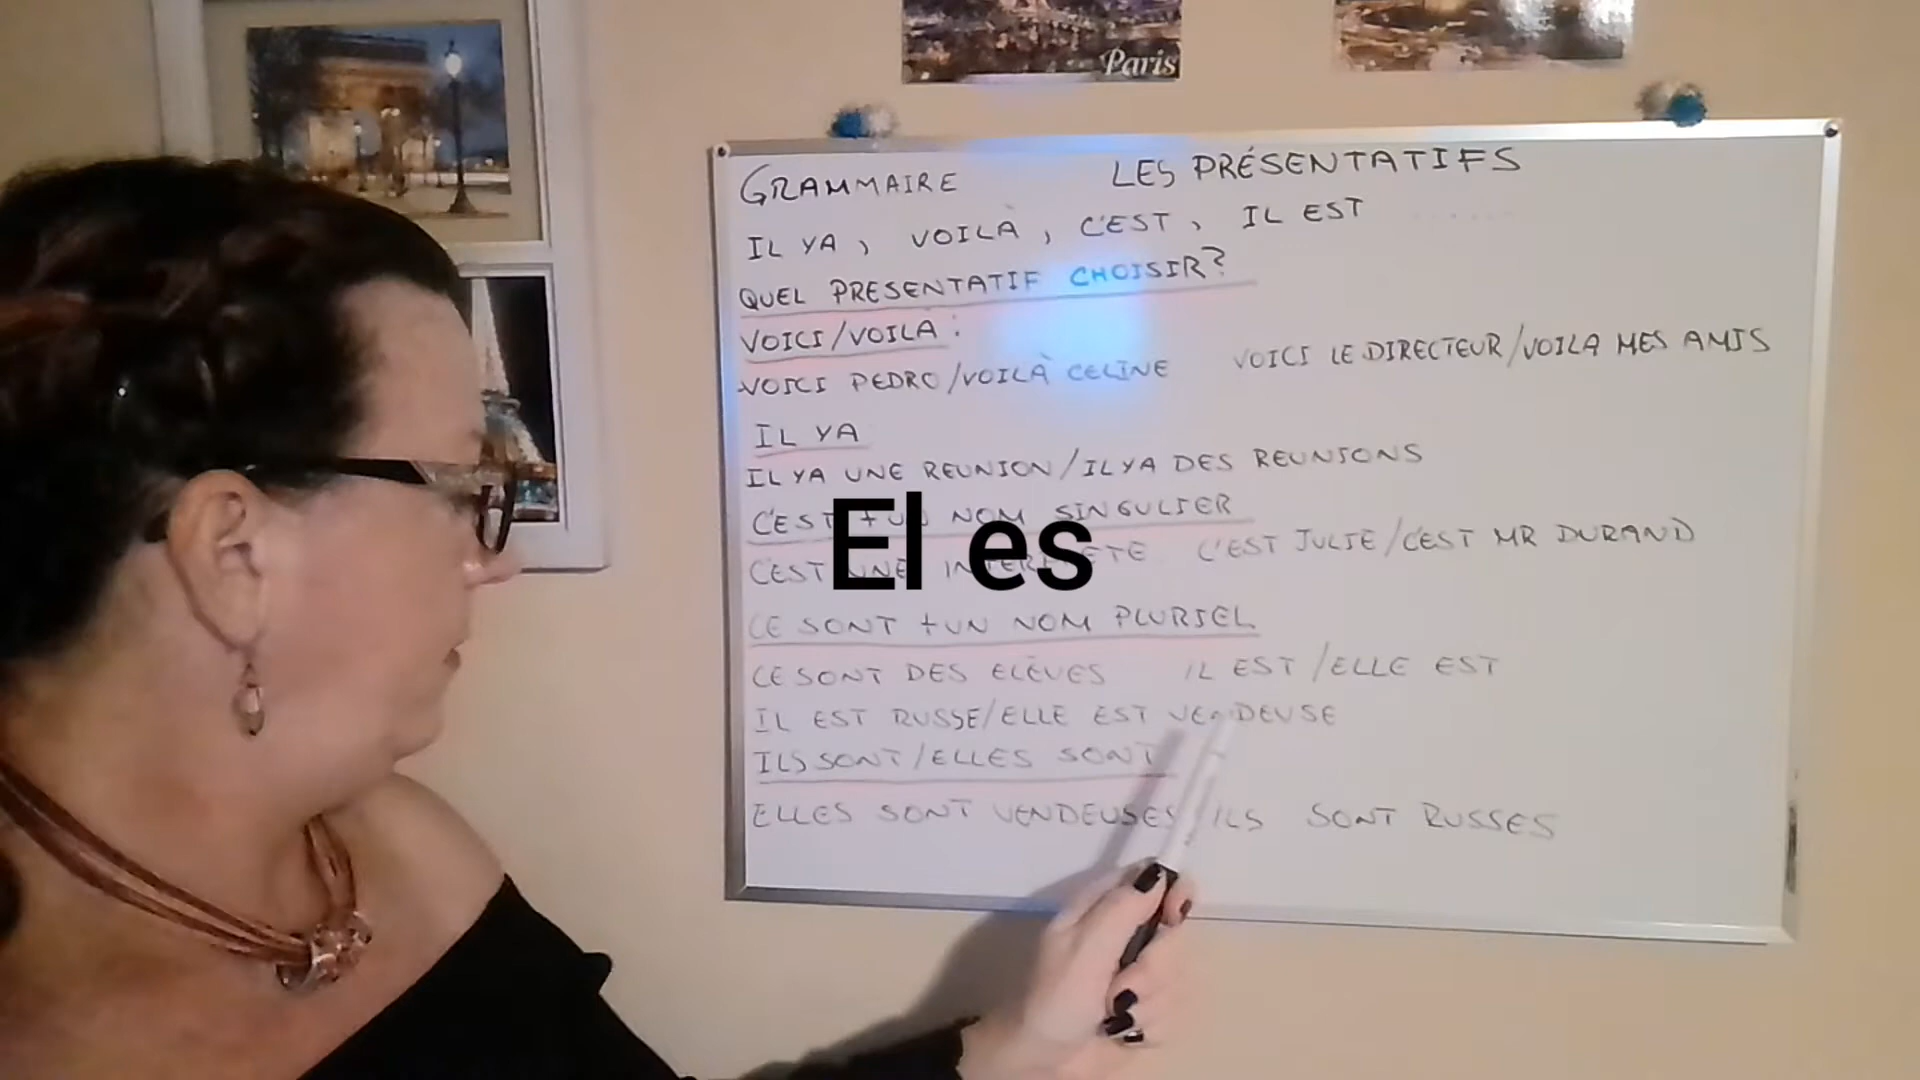 Paris
GRAMMAIRE LES PRÉSENTATIFS
IL YA, VOILÀ, C'EST, IL EST
QUEL PRESENTATIF CHOISIR?
VOICI/VOILA:
VOICI PEDRO/VOILÀ CELINE VOICI LE DIRECTEUR/VOILA MES AMIS
IL YA
IL YA UNE REUNION/IL YA DES REUNIONS
C'EST + UN NOM SINGULIER
El es
C'EST UNE C'EST JULIE/C'EST MR DURAND
CE SONT + UN NOM PLURIEL
CE SONT DES ELÈVES IL EST/ELLE EST
IL EST RUSSE/ELLE EST VENDEUSE
ILS SONT/ELLES SONT
ELLES SONT VENDEUSES/ILS SONT RUSSES